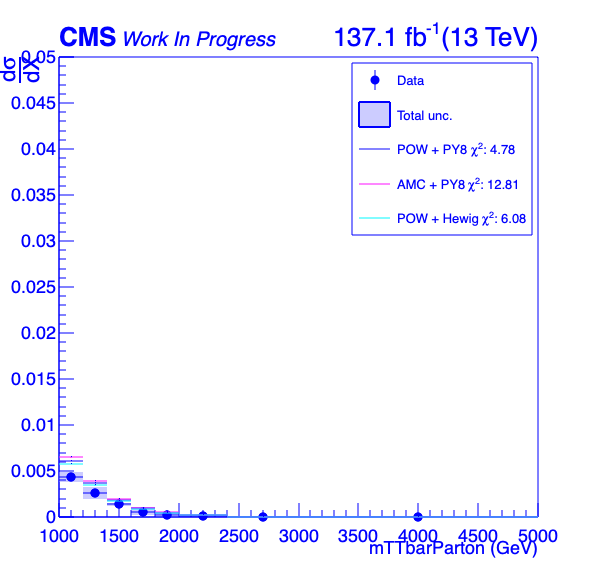 CMS Work In Progress 137.1 fb⁻¹(13 TeV)
dσ
dX
0.05
0.045
0.04
0.035
0.03
0.025
0.02
0.015
0.01
0.005
0
Data
Total unc.
POW + PY8 χ²: 4.78
AMC + PY8 χ²: 12.81
POW + Hewig χ²: 6.08
1000 1500 2000 2500 3000 3500 4000 4500 5000
mTTbarParton (GeV)